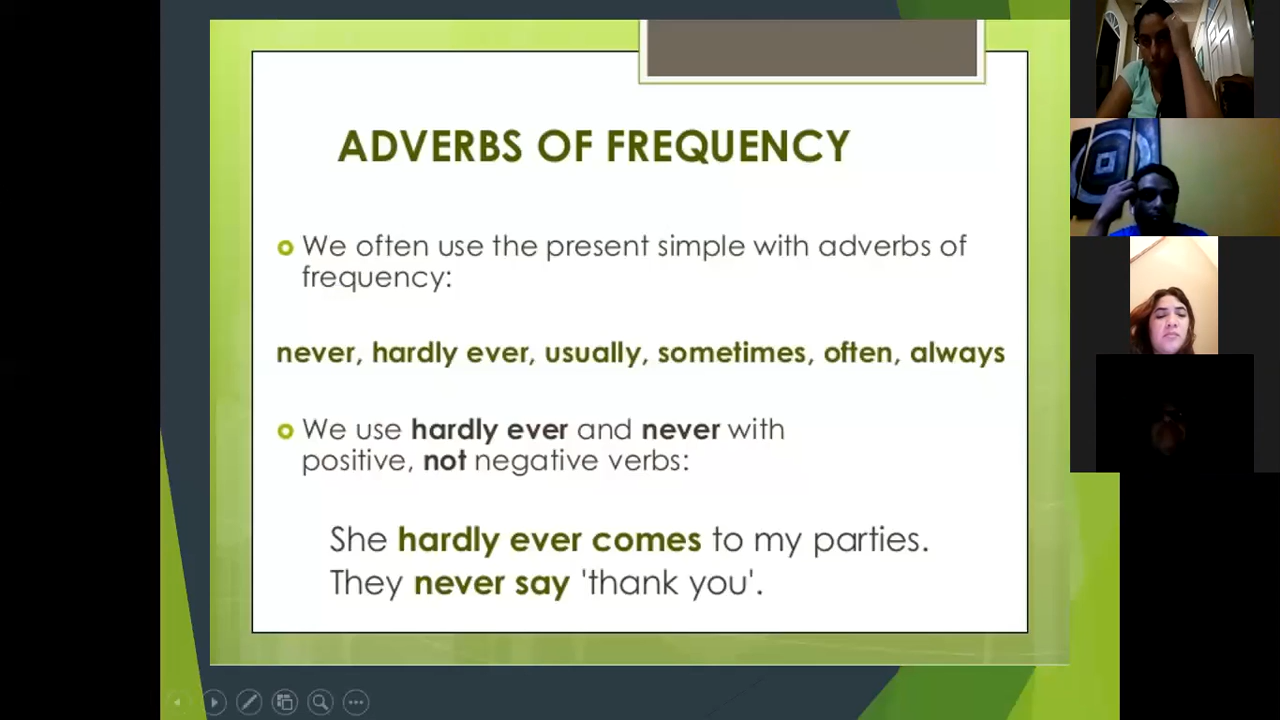 ADVERBS OF FREQUENCY
We often use the present simple with adverbs of
frequency:
never, hardly ever, usually, sometimes, often, always
We use hardly ever and never with
positive, not negative verbs:
She hardly ever comes to my parties.
They never say 'thank you'.